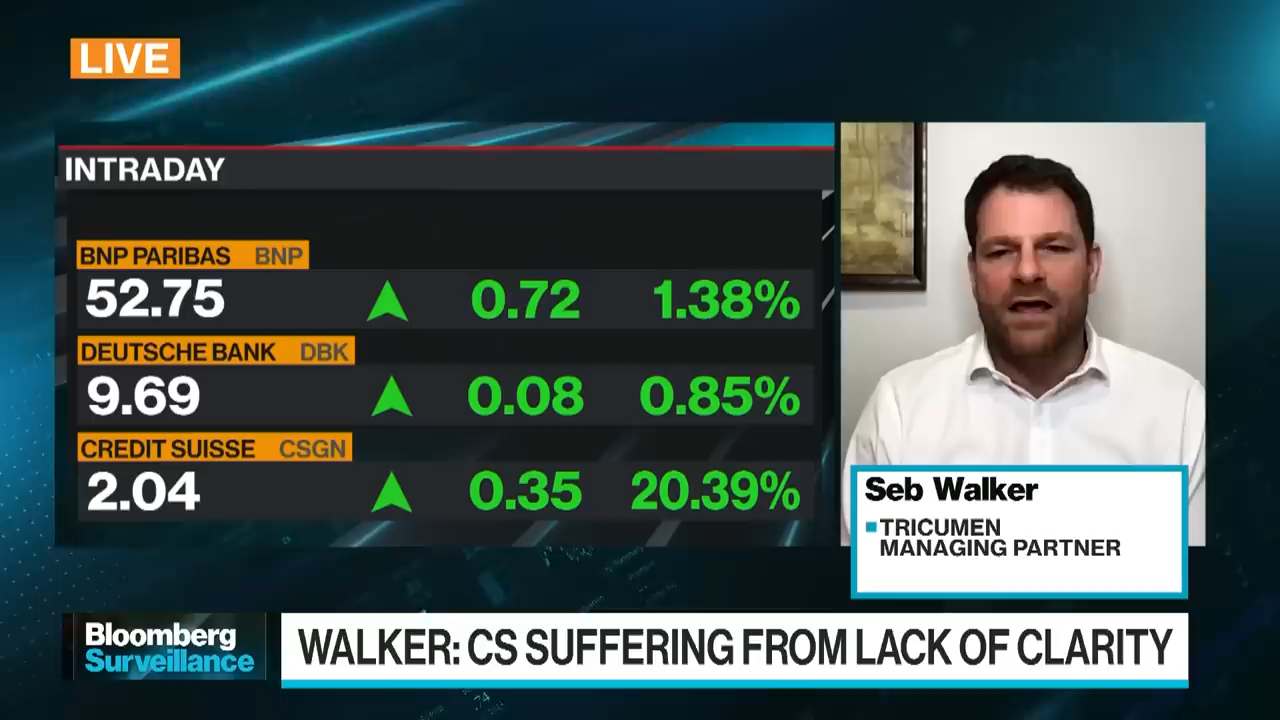 LIVE
INTRADAY
BNP PARIBAS BNP
52.75 ▲ 0.72 1.38%
DEUTSCHE BANK DBK
9.69 ▲ 0.08 0.85%
CREDIT SUISSE CSGN
2.04 ▲ 0.35 20.39%
Seb Walker
TRICUMEN
MANAGING PARTNER
Bloomberg
Surveillance
WALKER: CS SUFFERING FROM LACK OF CLARITY
74